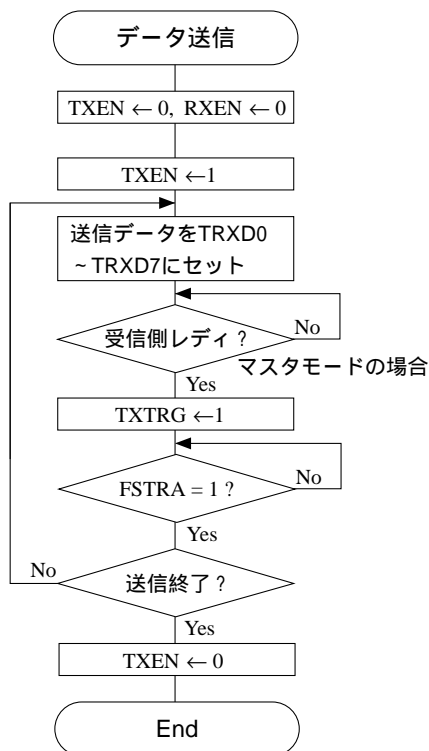 データ送信
TXEN ← 0, RXEN ← 0
TXEN ←1
送信データをTRXD0
~ TRXD7にセット
受信側レディ?
No
マスタモードの場合
Yes
TXTRG ←1
FSTRA = 1 ?
No
Yes
No
送信終了?
Yes
TXEN ← 0
End